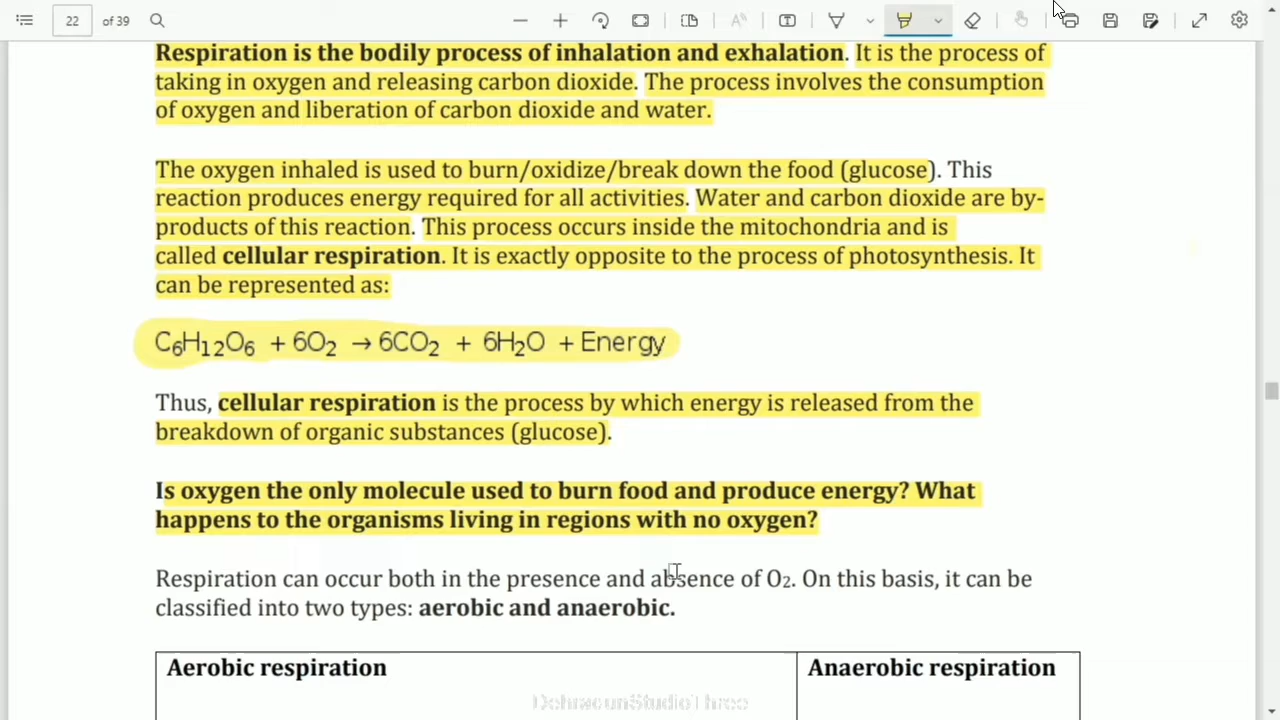 22 of 39
Respiration is the bodily process of inhalation and exhalation. It is the process of
taking in oxygen and releasing carbon dioxide. The process involves the consumption
of oxygen and liberation of carbon dioxide and water.
The oxygen inhaled is used to burn/oxidize/break down the food (glucose). This
reaction produces energy required for all activities. Water and carbon dioxide are by-
products of this reaction. This process occurs inside the mitochondria and is
called cellular respiration. It is exactly opposite to the process of photosynthesis. It
can be represented as:
C₆H₁₂O₆ + 6O₂ → 6CO₂ + 6H₂O + Energy
Thus, cellular respiration is the process by which energy is released from the
breakdown of organic substances (glucose).
Is oxygen the only molecule used to burn food and produce energy? What
happens to the organisms living in regions with no oxygen?
Respiration can occur both in the presence and absence of O₂. On this basis, it can be
classified into two types: aerobic and anaerobic.
Aerobic respiration Anaerobic respiration
DehradunStudioThree